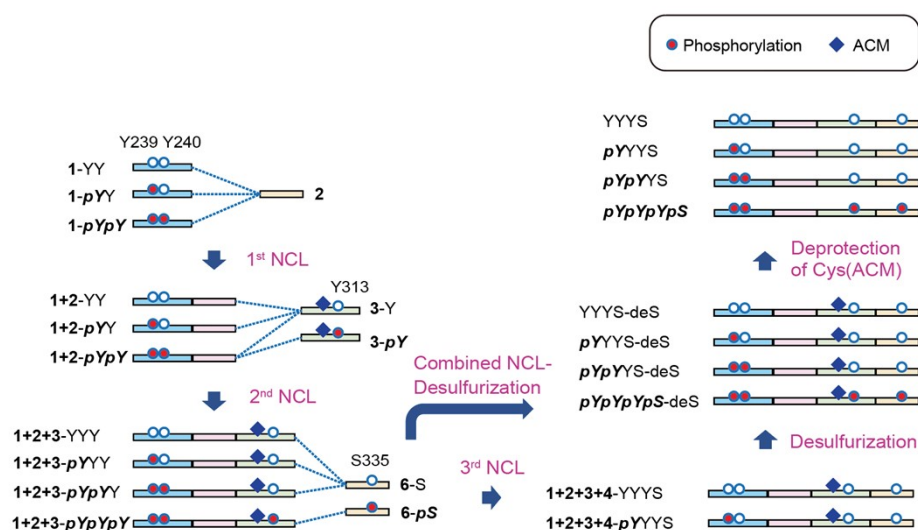 Phosphorylation ACM
Y239 Y240
1-YY
1-pYY
1-pYpY
2
1st NCL
Y313
1+2-YY
1+2-pYY
1+2-pYpY
3-Y
3-pY
2nd NCL
Combined NCL-
Desulfurization
1+2+3-YYY
1+2+3-pYYY
1+2+3-pYpYY
1+2+3-pYpYpY
S335
6-S
6-pS
3rd NCL
YYYS
pYYYS
pYpYYS
pYpYpYpS
Deprotection
of Cys(ACM)
YYYS-deS
pYYYS-deS
pYpYYS-deS
pYpYpYpS-deS
Desulfurization
1+2+3+4-YYYS
1+2+3+4-pYYYS